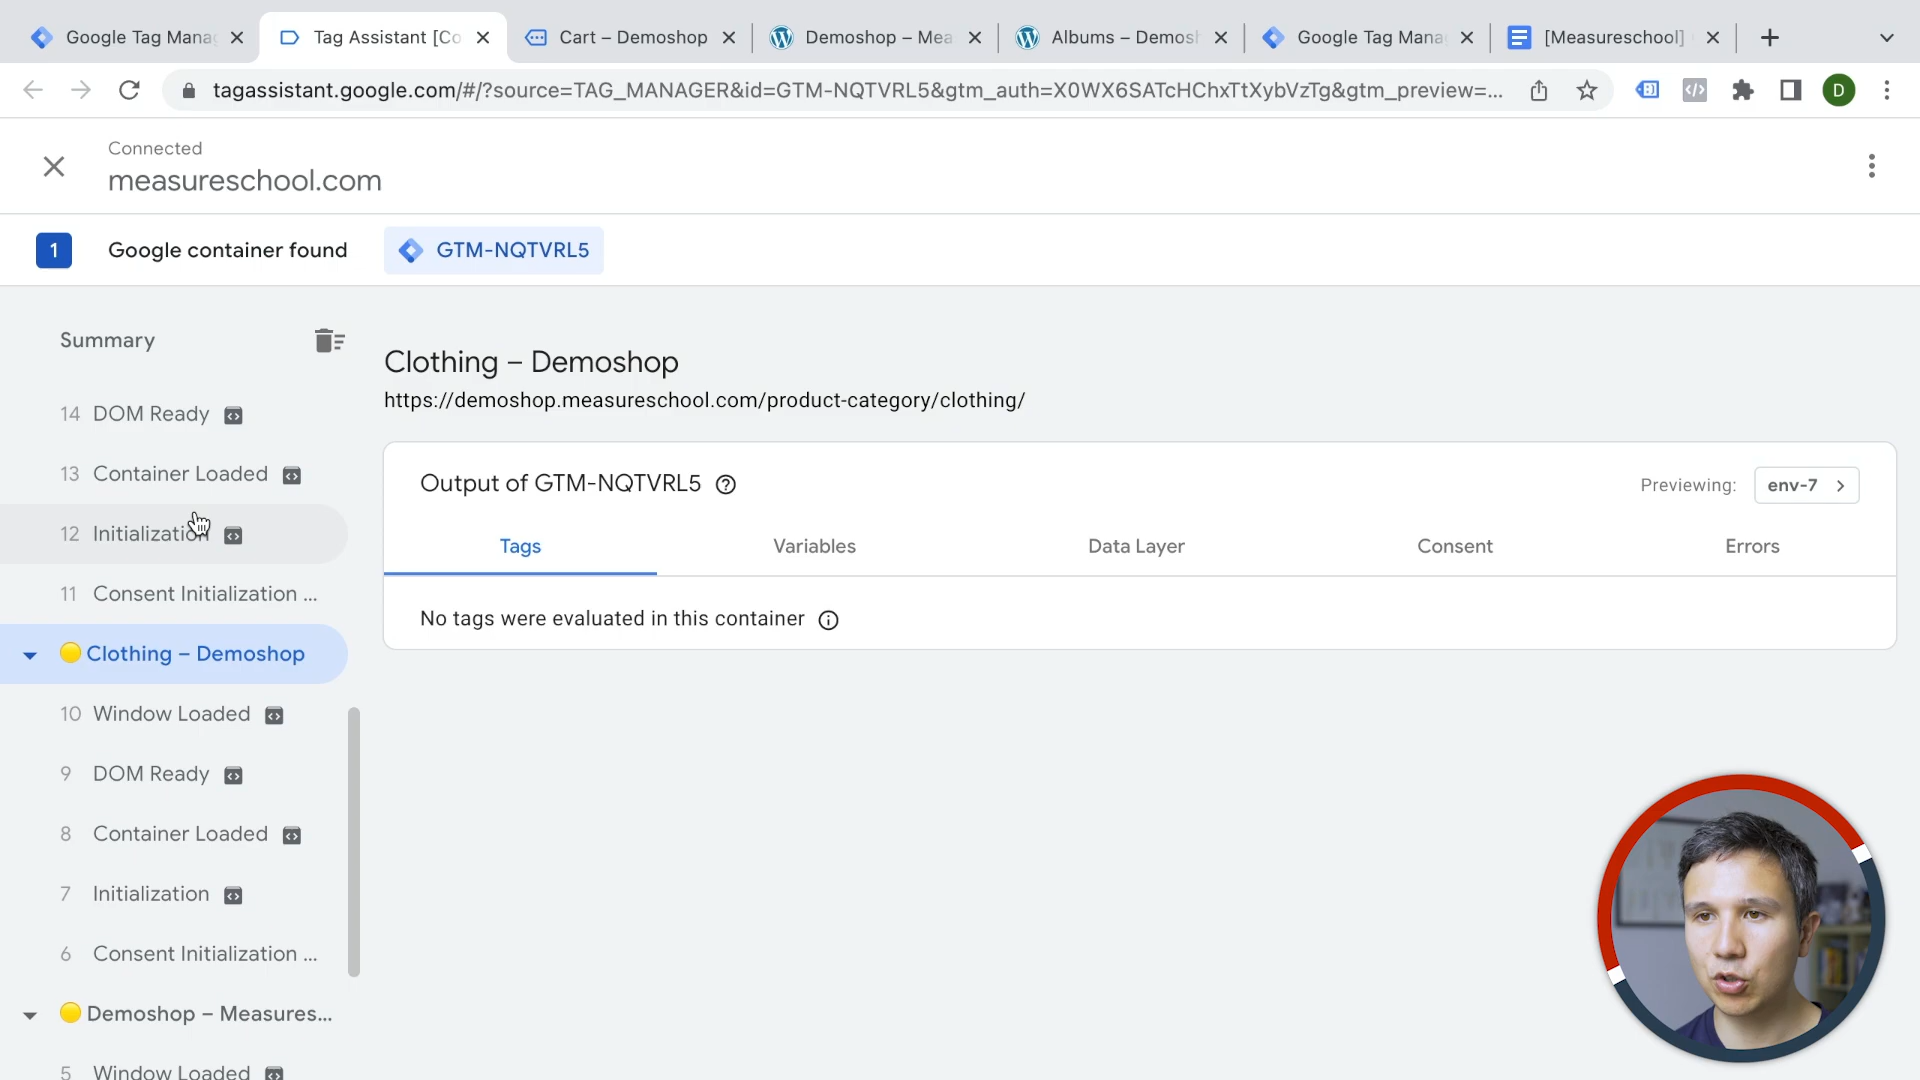 Google Tag Mana
Tag Assistant [Co
Cart – Demoshop
Demoshop – Mea
Albums – Demosh
Google Tag Mana
[Measureschool]
tagassistant.google.com/#/?source=TAG_MANAGER&id=GTM-NQTVRL5&gtm_auth=X0WX6SATcHChxTtXybVzTg&gtm_preview=...
D
Connected
measureschool.com
1 Google container found GTM-NQTVRL5
Summary
14 DOM Ready
13 Container Loaded
12 Initialization
11 Consent Initialization ...
Clothing – Demoshop
10 Window Loaded
9 DOM Ready
8 Container Loaded
7 Initialization
6 Consent Initialization ...
Demoshop – Measures...
5 Window Loaded
Clothing – Demoshop
https://demoshop.measureschool.com/product-category/clothing/
Output of GTM-NQTVRL5
Previewing: env-7
Tags Variables Data Layer Consent Errors
No tags were evaluated in this container